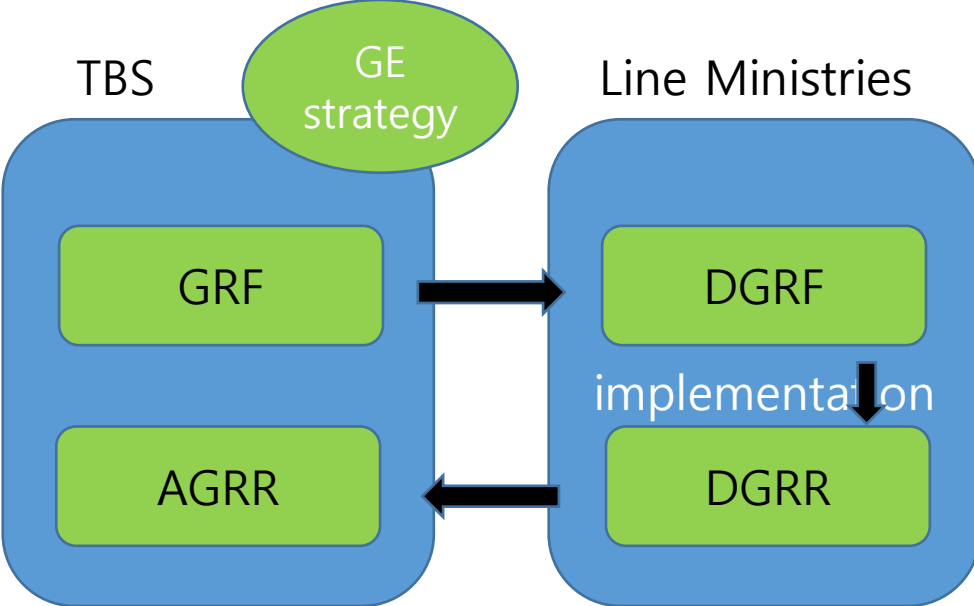 TBS
GE
strategy
Line Ministries
GRF
DGRF
implementation
AGRR
DGRR